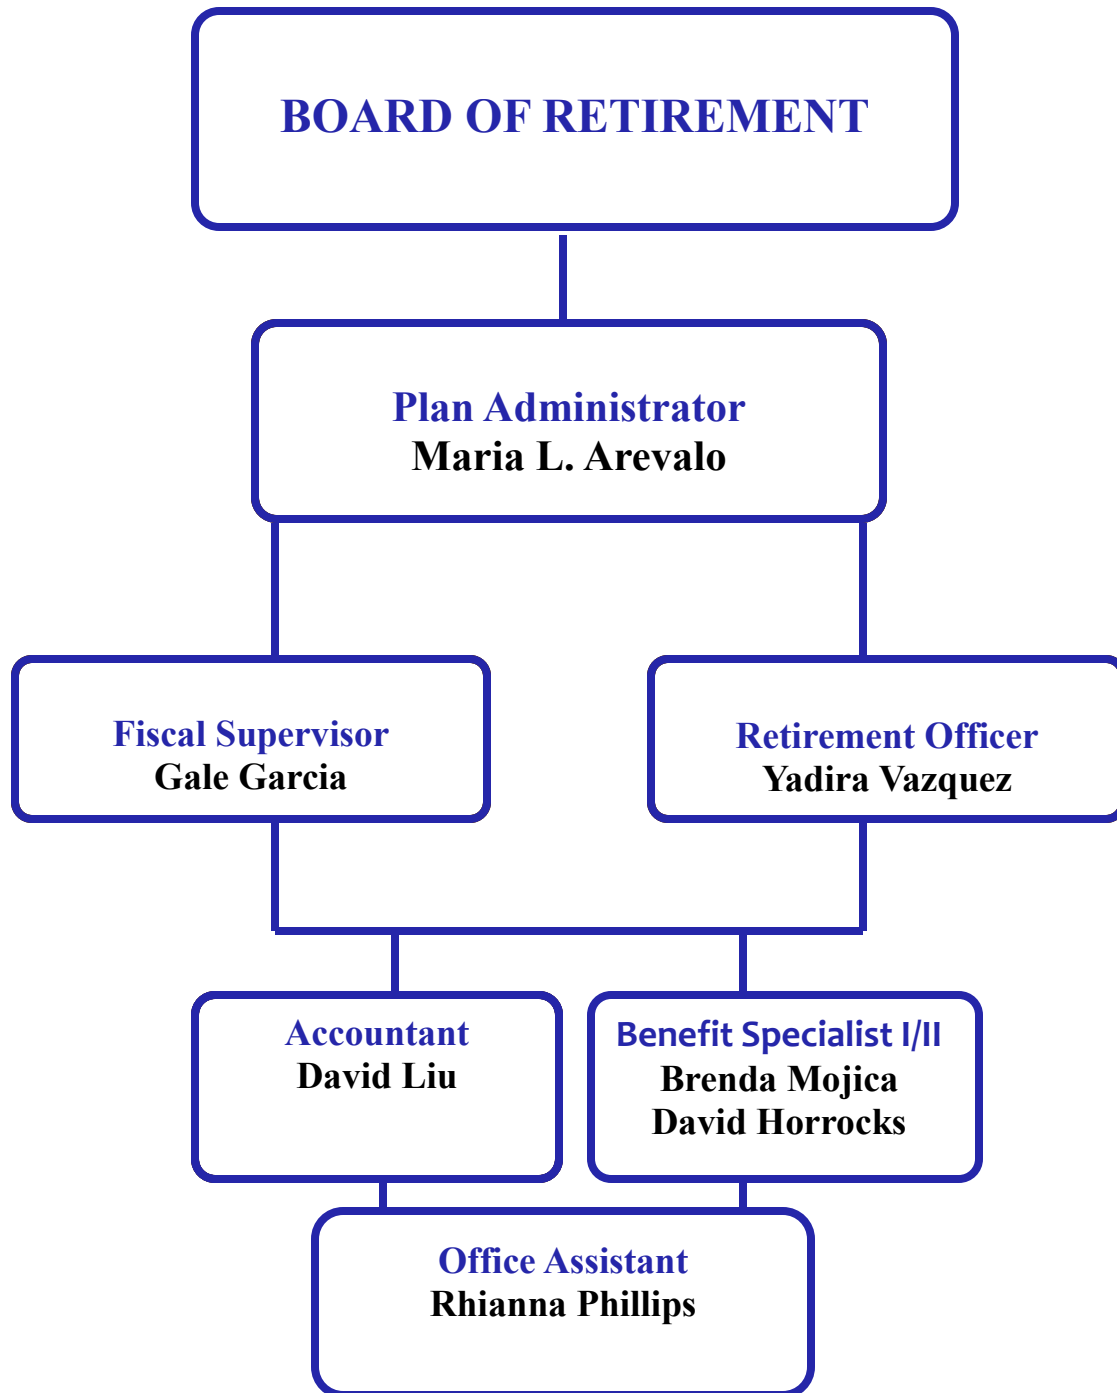 BOARD OF RETIREMENT
Plan Administrator
Maria L. Arevalo
Fiscal Supervisor
Gale Garcia
Retirement Officer
Yadira Vazquez
Accountant
David Liu
Benefit Specialist I/II
Brenda Mojica
David Horrocks
Office Assistant
Rhianna Phillips